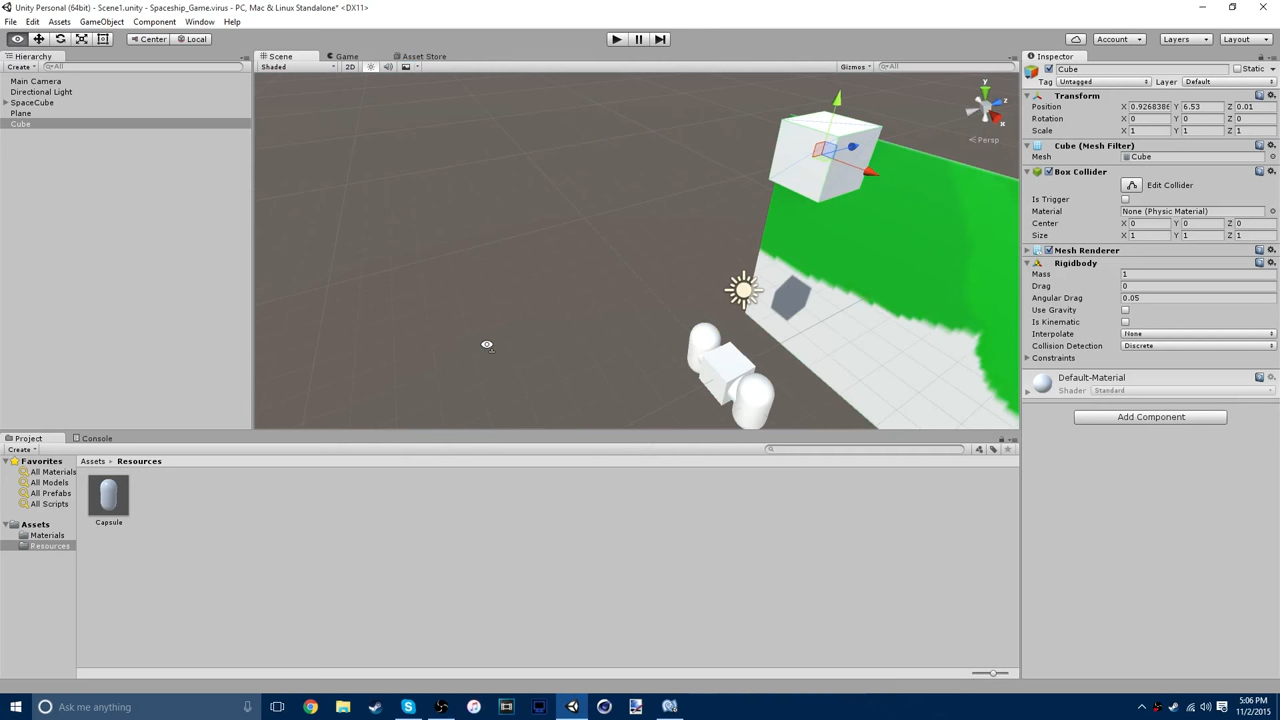 Unity Personal (64bit) - Scene1.unity - Spaceship_Game.virus - PC, Mac & Linux Standalone* <DX11>
File Edit Assets GameObject Component Window Help
Center Local Account Layers Layout
Hierarchy Scene Game Asset Store Inspector
Create All Shaded 2D Gizmos All Cube Static
Main Camera
Directional Light
SpaceCube
Plane
Cube
Tag Untagged Layer Default
Transform
Position X 0.9268386 Y 6.53 Z 0.01
Rotation X 0 Y 0 Z 0
Scale X 1 Y 1 Z 1
Cube (Mesh Filter)
Mesh Cube
Box Collider
Edit Collider
Is Trigger
Material None (Physic Material)
Center X 0 Y 0 Z 0
Size X 1 Y 1 Z 1
Mesh Renderer
Rigidbody
Mass 1
Drag 0
Angular Drag 0.05
Use Gravity
Is Kinematic
Interpolate None
Collision Detection Discrete
Constraints
Default-Material
Shader Standard
Add Component
y
z
x
Persp
Project Console
Create
Favorites
All Materials
All Models
All Prefabs
All Scripts
Assets
Materials
Resources
Assets Resources
Capsule
Ask me anything
5:06 PM
11/2/2015